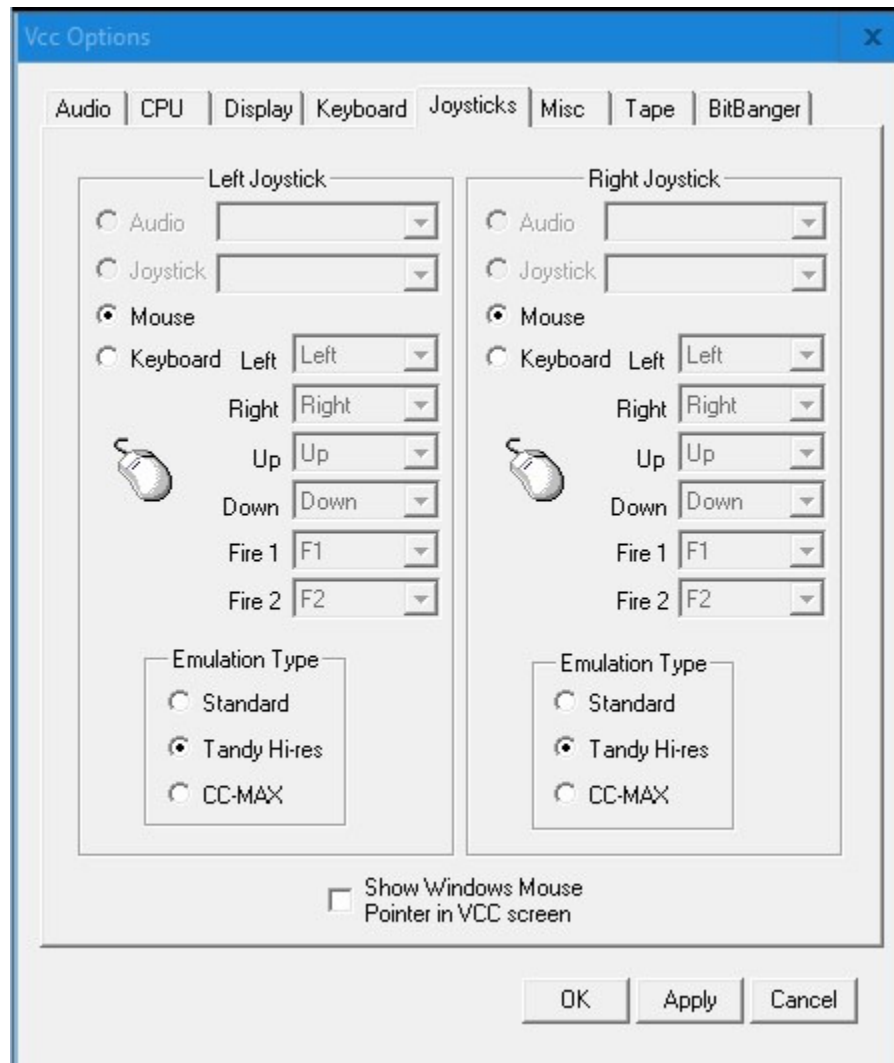 Vcc Options
Audio CPU Display Keyboard Joysticks Misc Tape BitBanger
Left Joystick
Audio
Joystick
Mouse
Keyboard Left Left
Right Right
Up Up
Down Down
Fire 1 F1
Fire 2 F2
Emulation Type
Standard
Tandy Hi-res
CC-MAX
Right Joystick
Audio
Joystick
Mouse
Keyboard Left Left
Right Right
Up Up
Down Down
Fire 1 F1
Fire 2 F2
Emulation Type
Standard
Tandy Hi-res
CC-MAX
Show Windows Mouse
Pointer in VCC screen
OK Apply Cancel